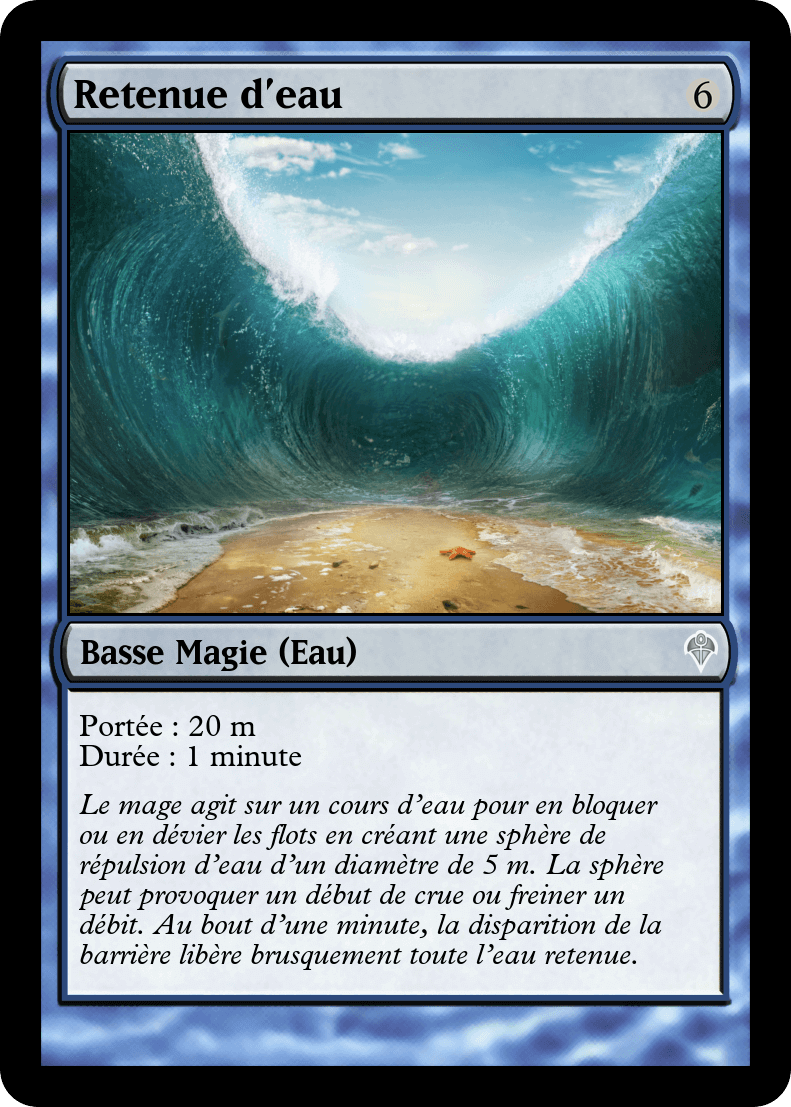 Retenue d'eau
6
Basse Magie (Eau)
Portée : 20 m
Durée : 1 minute
Le mage agit sur un cours d'eau pour en bloquer
ou en dévier les flots en créant une sphère de
répulsion d'eau d'un diamètre de 5 m. La sphère
peut provoquer un début de crue ou freiner un
débit. Au bout d'une minute, la disparition de la
barrière libère brusquement toute l'eau retenue.